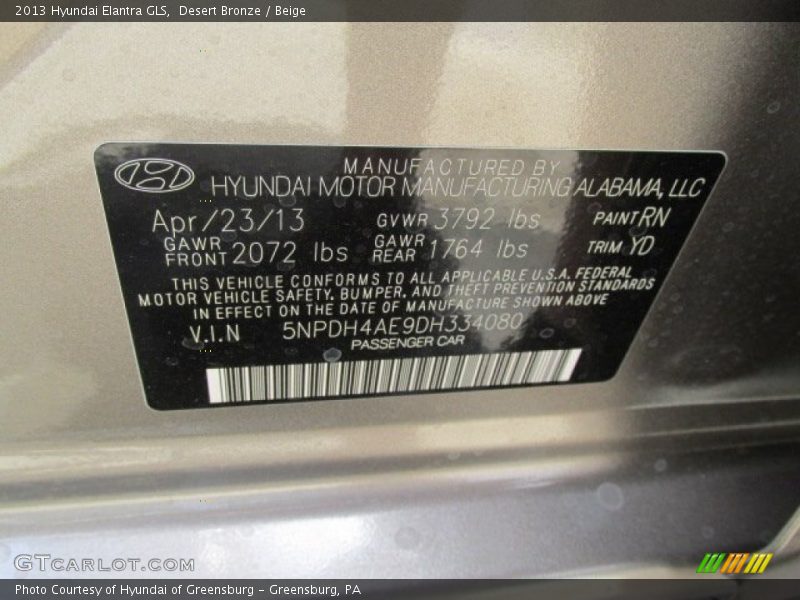 2013 Hyundai Elantra GLS, Desert Bronze / Beige
MANUFACTURED BY
HYUNDAI MOTOR MANUFACTURING ALABAMA, LLC
Apr/23/13 GVWR 3792 lbs PAINT RN
GAWR FRONT 2072 lbs GAWR REAR 1764 lbs TRIM YD
THIS VEHICLE CONFORMS TO ALL APPLICABLE U.S.A. FEDERAL
MOTOR VEHICLE SAFETY, BUMPER, AND THEFT PREVENTION STANDARDS
IN EFFECT ON THE DATE OF MANUFACTURE SHOWN ABOVE
V.I.N 5NPDH4AE9DH334080
PASSENGER CAR
GTCARLOT.COM
Photo Courtesy of Hyundai of Greensburg - Greensburg, PA